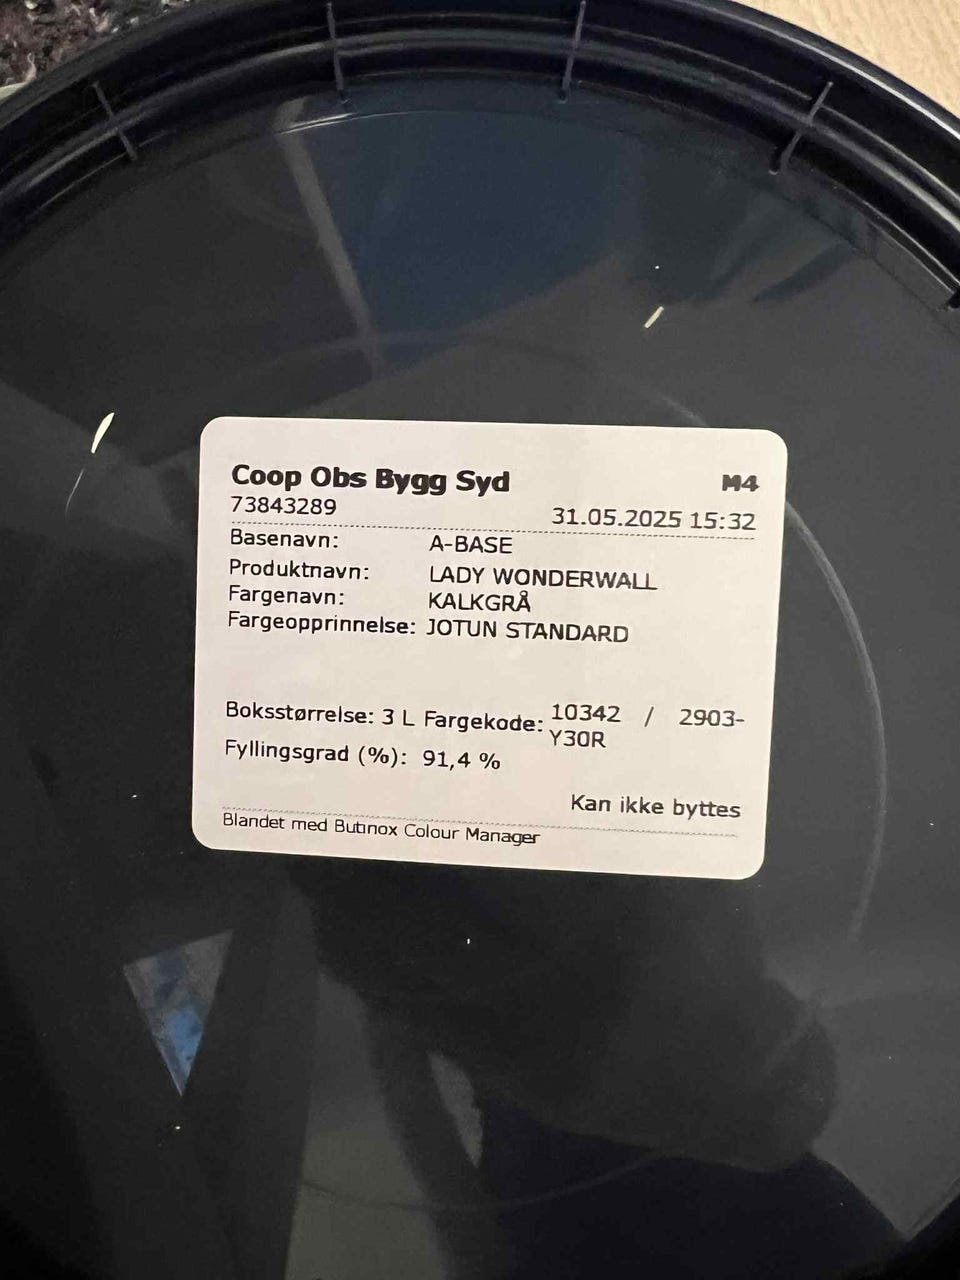 Coop Obs Bygg Syd M4
73843289 31.05.2025 15:32
Basenavn: A-BASE
Produktnavn: LADY WONDERWALL
Fargenavn: KALKGRÅ
Fargeopprinnelse: JOTUN STANDARD
Boksstørrelse: 3 L Fargekode: 10342 / 2903-
Y30R
Fyllingsgrad (%): 91,4 %
Kan ikke byttes
Blandet med Butinox Colour Manager